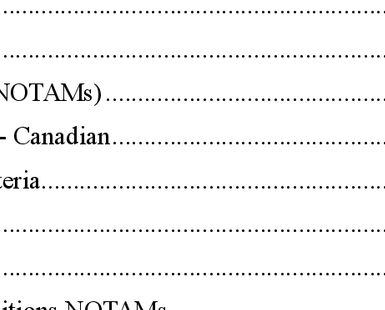 ................................................................
................................................................
NOTAMs)................................................
- Canadian...............................................
teria............................................................
................................................................
................................................................
itions NOTAMs